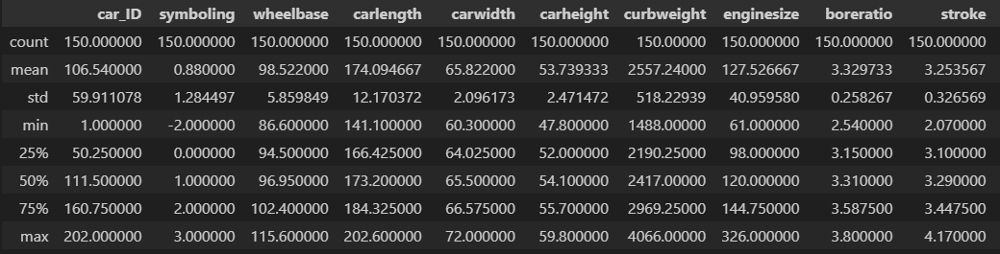 car_ID symboling wheelbase carlength carwidth carheight curbweight enginesize boreratio stroke
count 150.000000 150.000000 150.000000 150.000000 150.000000 150.000000 150.00000 150.000000 150.000000 150.000000
mean 106.540000 0.880000 98.522000 174.094667 65.822000 53.739333 2557.24000 127.526667 3.329733 3.253567
std 59.911078 1.284497 5.859849 12.170372 2.096173 2.471472 518.22939 40.959580 0.258267 0.326569
min 1.000000 -2.000000 86.600000 141.100000 60.300000 47.800000 1488.00000 61.000000 2.540000 2.070000
25% 50.250000 0.000000 94.500000 166.425000 64.025000 52.000000 2190.25000 98.000000 3.150000 3.100000
50% 111.500000 1.000000 96.950000 173.200000 65.500000 54.100000 2417.00000 120.000000 3.310000 3.290000
75% 160.750000 2.000000 102.400000 184.325000 66.575000 55.700000 2969.25000 144.750000 3.587500 3.447500
max 202.000000 3.000000 115.600000 202.600000 72.000000 59.800000 4066.00000 326.000000 3.800000 4.170000